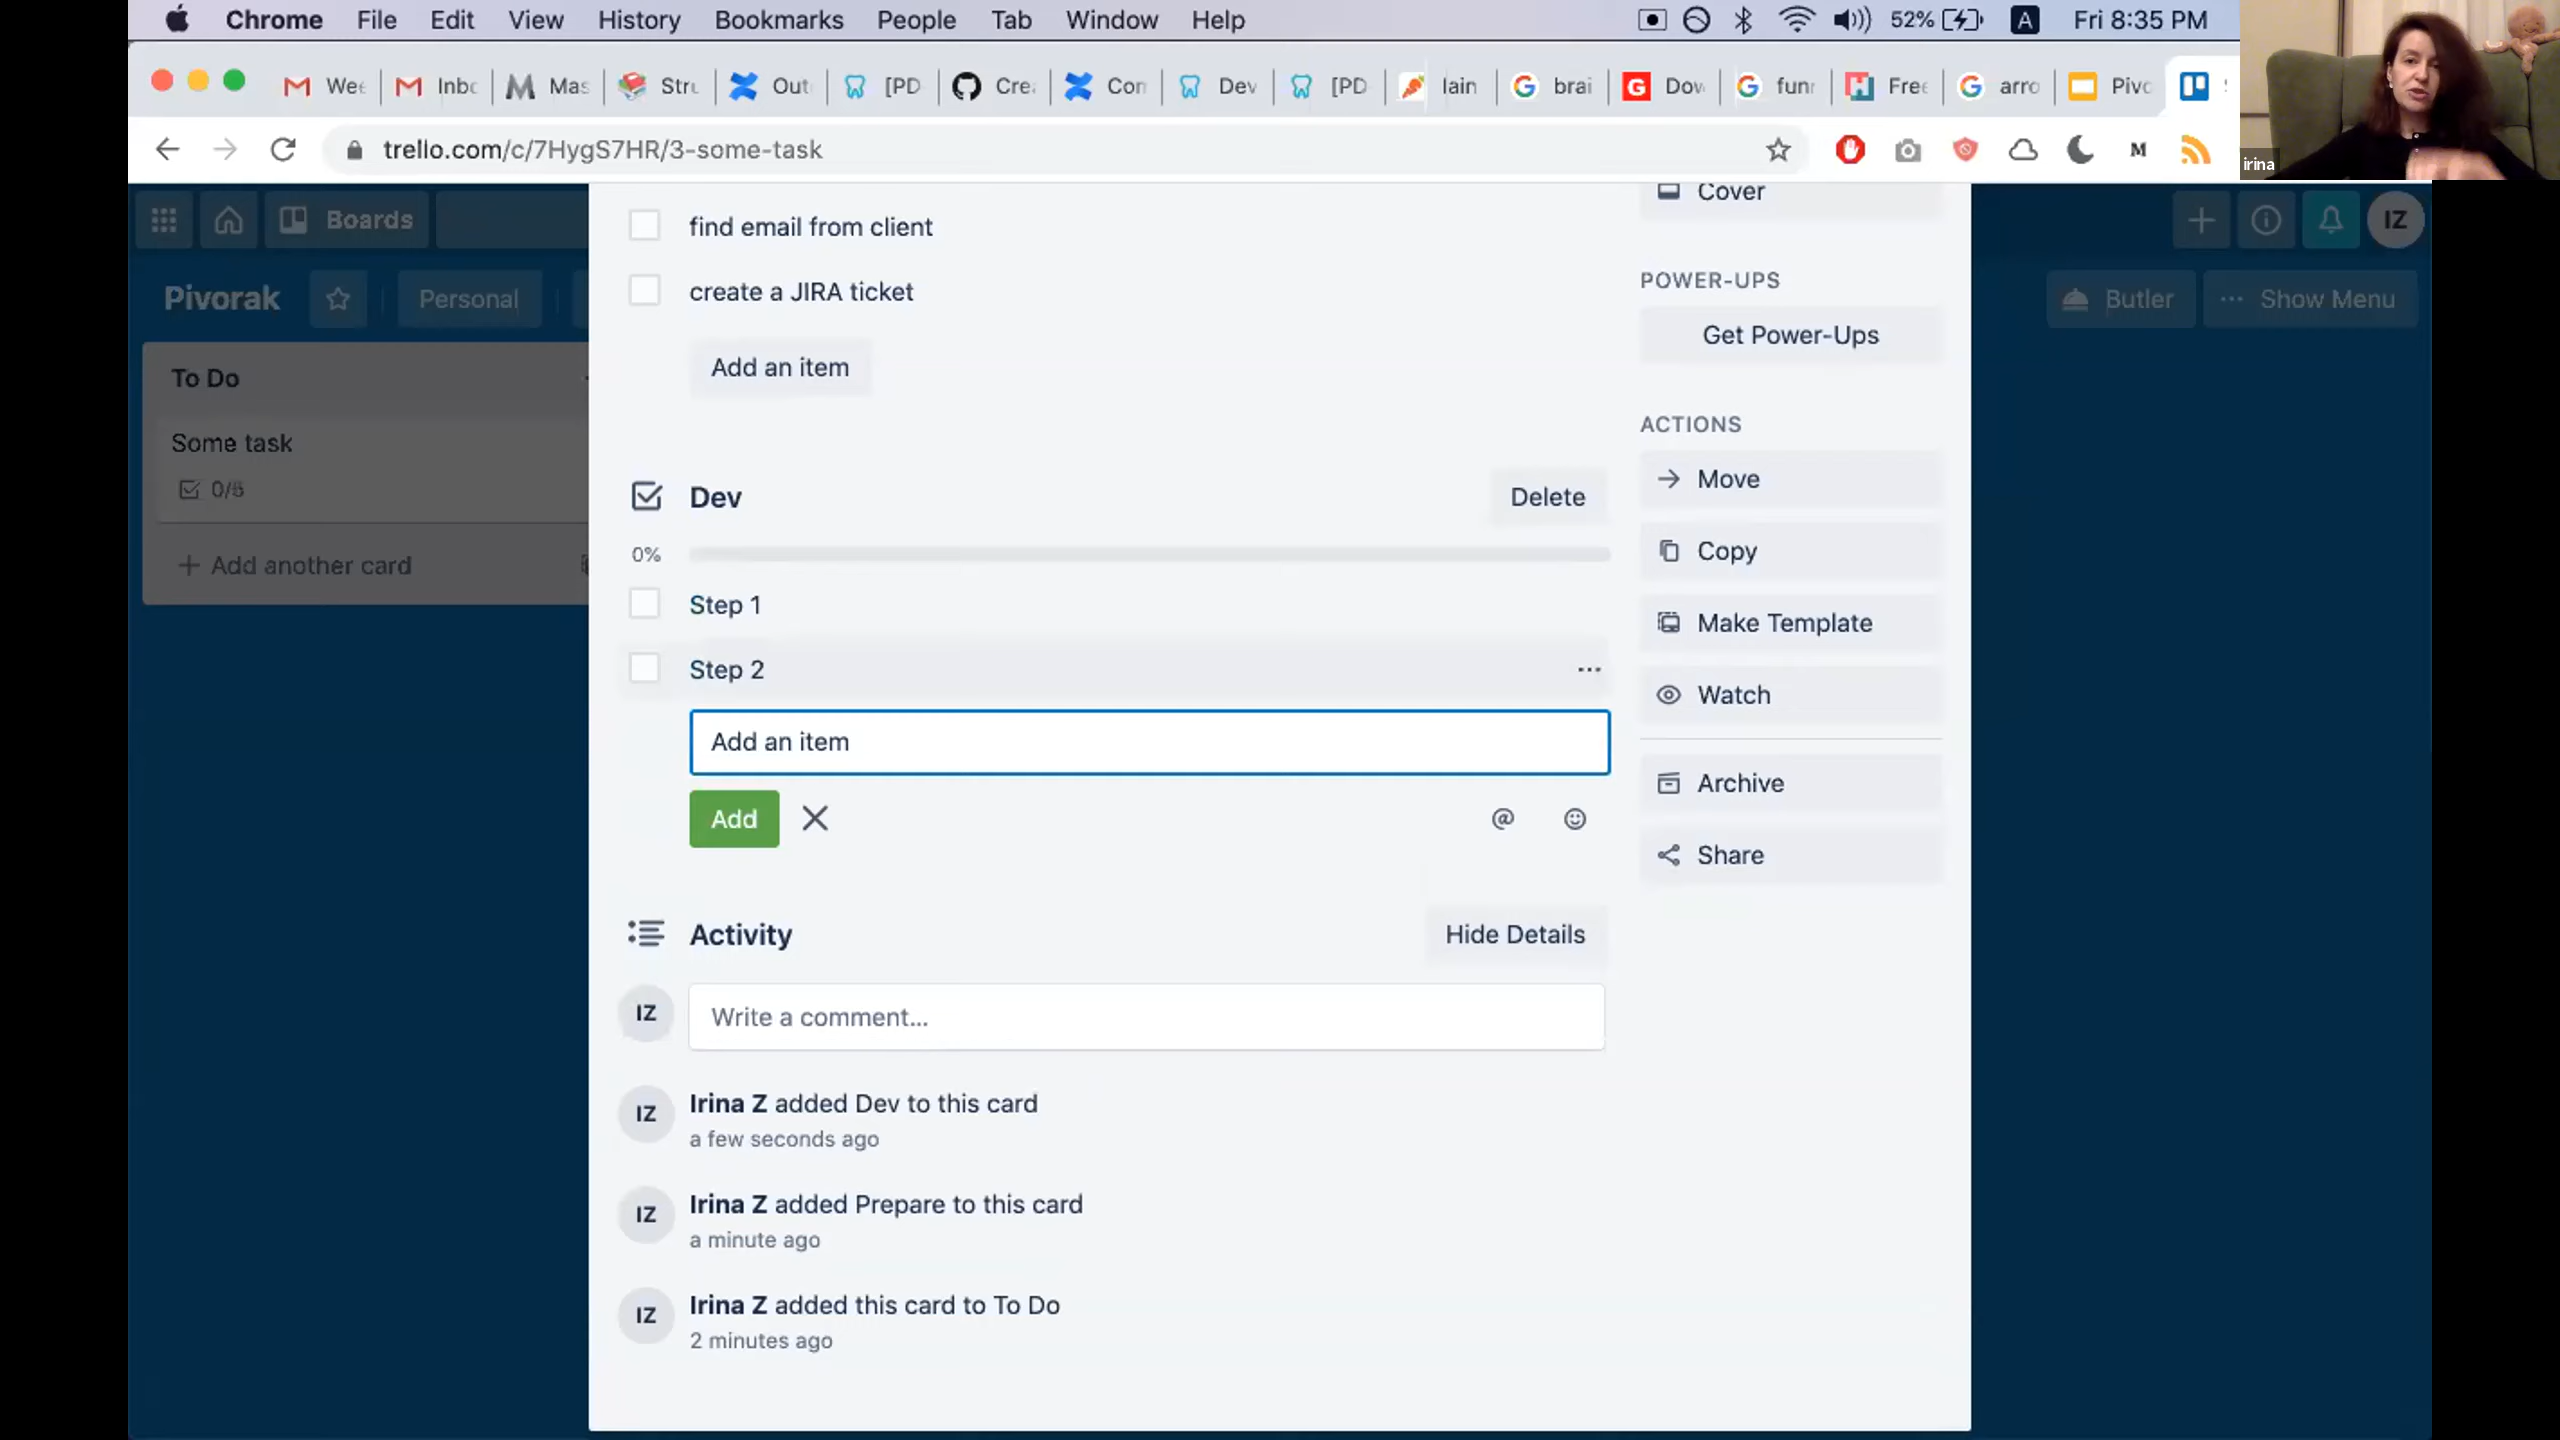 Chrome File Edit View History Bookmarks People Tab Window Help 52% A Fri 8:35 PM
Wee Inbo Mas Stru Out [PD Crea Con Dev [PD lain brai Dow funr Free arro Pivo
trello.com/c/7HygS7HR/3-some-task
irina
Boards
IZ
Pivorak
Personal
Butler
Show Menu
To Do
Some task
Add another card
find email from client
create a JIRA ticket
Add an item
Dev
Delete
0%
Step 1
Step 2
Add an item
Add
@
Activity
Hide Details
IZ
Write a comment...
IZ
Irina Z added Dev to this card
a few seconds ago
IZ
Irina Z added Prepare to this card
a minute ago
IZ
Irina Z added this card to To Do
2 minutes ago
Cover
POWER-UPS
Get Power-Ups
ACTIONS
Move
Copy
Make Template
Watch
Archive
Share